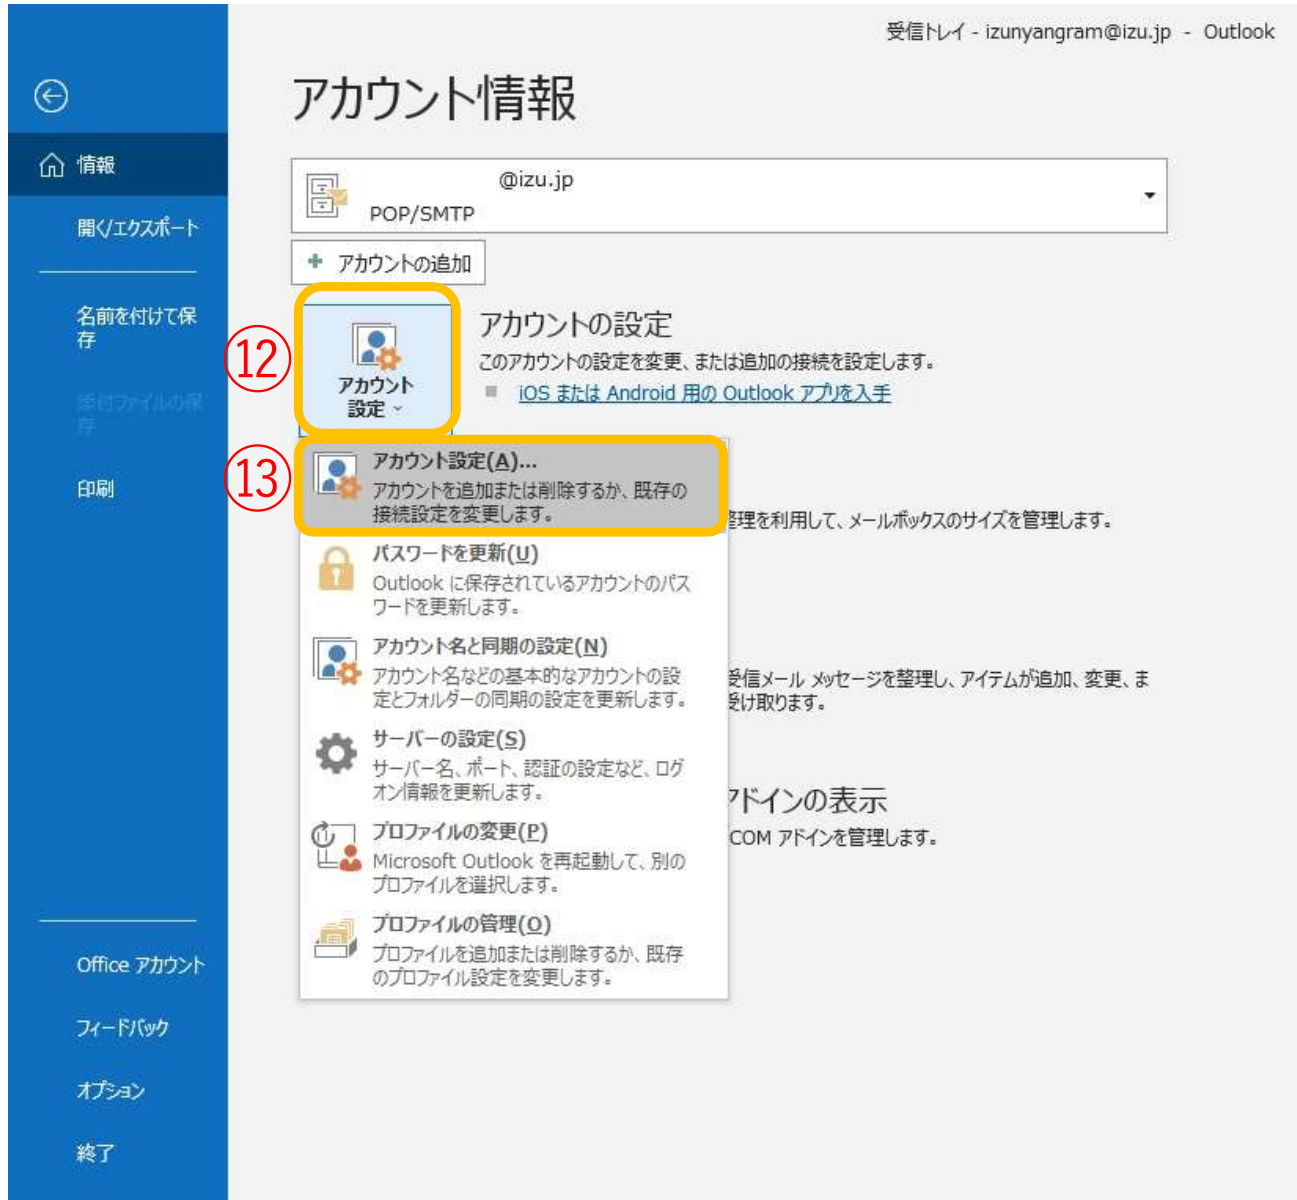 受信トレイ - izunyangram@izu.jp - Outlook
アカウント情報
情報
開く/エクスポート
名前を付けて保
存
添付ファイルの保
存
印刷
Office アカウント
フィードバック
オプション
終了
@izu.jp
POP/SMTP
アカウントの追加
⑫
アカウント
設定
アカウントの設定
このアカウントの設定を変更、または追加の接続を設定します。
iOS または Android 用の Outlook アプリを入手
⑬
アカウント設定(A)...
アカウントを追加または削除するか、既存の
接続設定を変更します。
パスワードを更新(U)
Outlook に保存されているアカウントのパス
ワードを更新します。
アカウント名と同期の設定(N)
アカウント名などの基本的なアカウントの設
定とフォルダーの同期の設定を更新します。
サーバーの設定(S)
サーバー名、ポート、認証の設定など、ログ
オン情報を更新します。
プロファイルの変更(P)
Microsoft Outlook を再起動して、別の
プロファイルを選択します。
プロファイルの管理(O)
プロファイルを追加または削除するか、既存
のプロファイル設定を変更します。
整理を利用して、メールボックスのサイズを管理します。
受信メール メッセージを整理し、アイテムが追加、変更、ま
受け取ります。
アドインの表示
COM アドインを管理します。